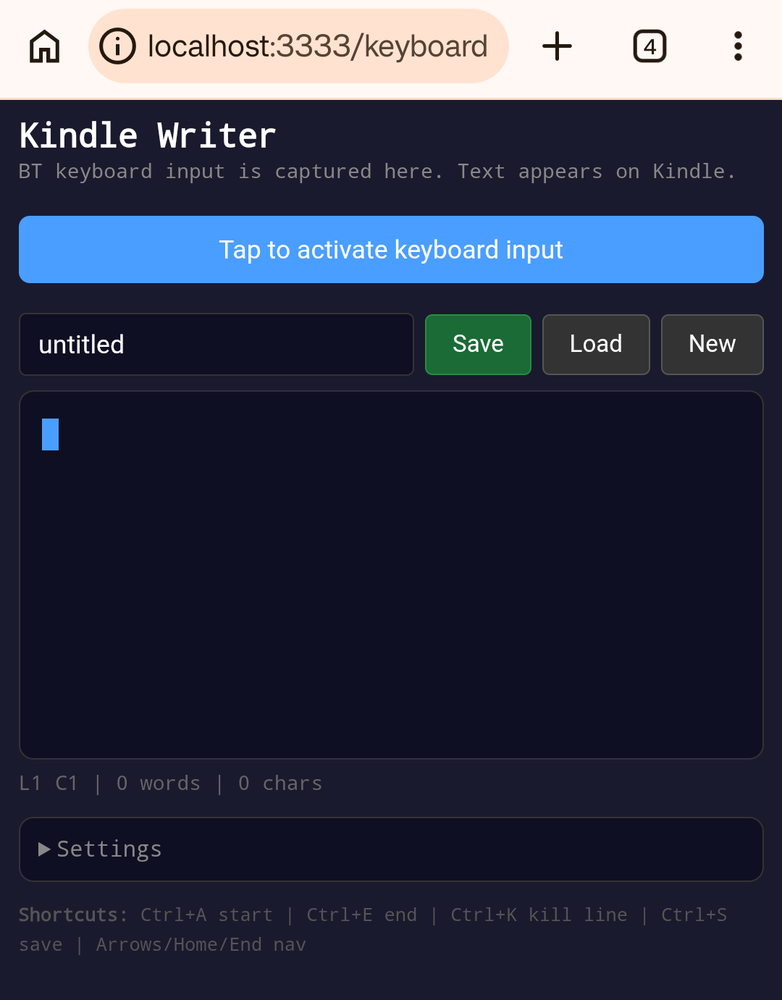 localhost:3333/keyboard
4
Kindle Writer
BT keyboard input is captured here. Text appears on Kindle.
Tap to activate keyboard input
untitled Save Load New
L1 C1 | 0 words | 0 chars
Settings
Shortcuts: Ctrl+A start | Ctrl+E end | Ctrl+K kill line | Ctrl+S
save | Arrows/Home/End nav